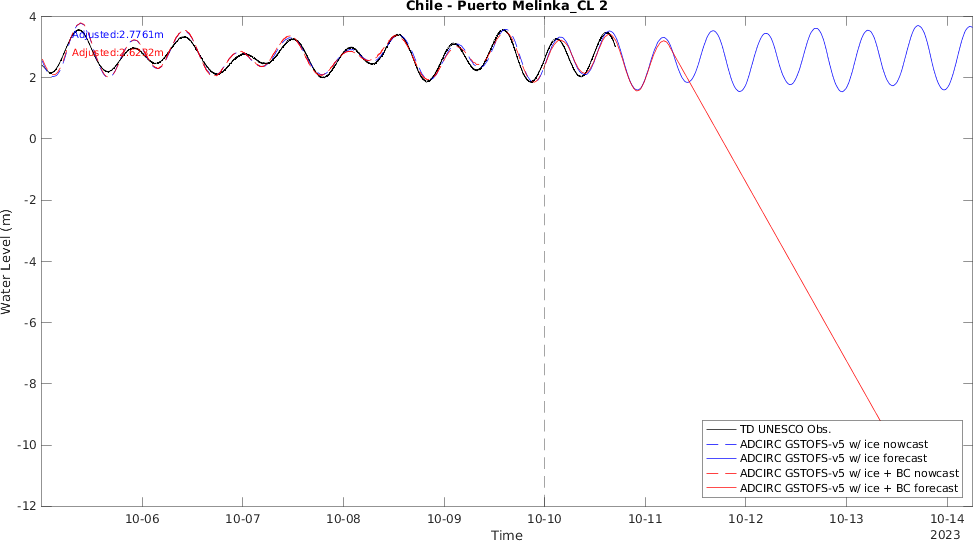 Chile - Puerto Melinka_CL 2
Adjusted:2.7761m
Water Level (m)
4
2
0
-2
-4
-6
-8
-10
-12
10-06
10-07
10-08
10-09
10-10
10-11
10-12
10-13
10-14
2023
Time
TD UNESCO Obs.
ADCIRC GSTOFS-v5 w/ ice nowcast
ADCIRC GSTOFS-v5 w/ ice forecast
ADCIRC GSTOFS-v5 w/ ice + BC nowcast
ADCIRC GSTOFS-v5 w/ ice + BC forecast